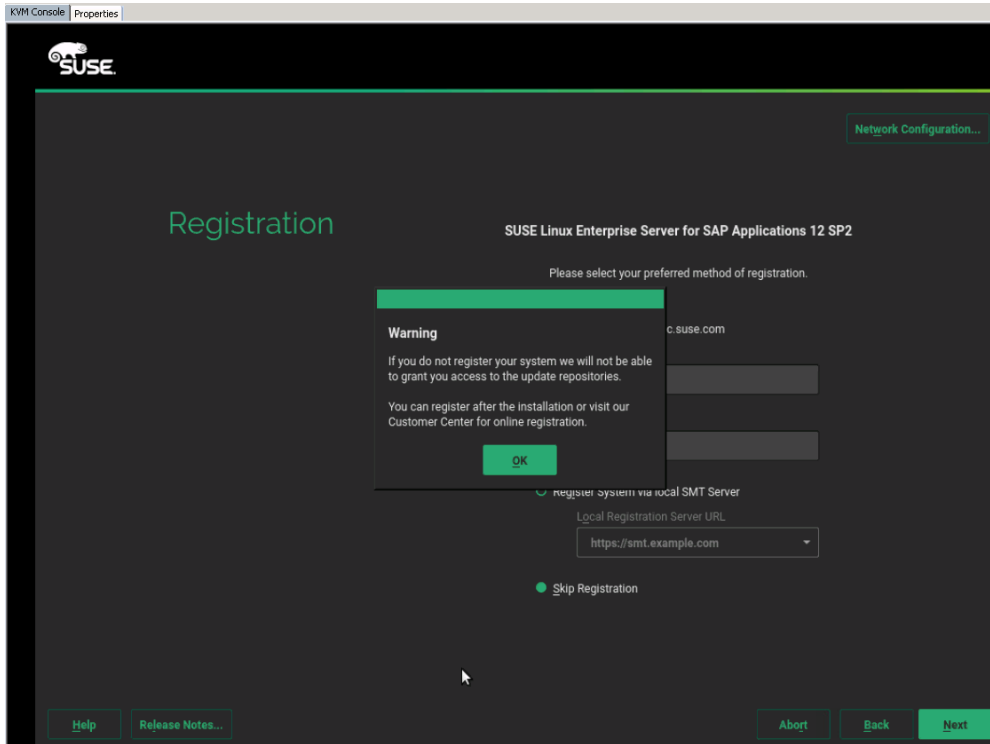 KVM Console Properties
SUSE.
Network Configuration...
Registration
SUSE Linux Enterprise Server for SAP Applications 12 SP2
Please select your preferred method of registration.
c.suse.com
Warning
If you do not register your system we will not be able
to grant you access to the update repositories.
You can register after the installation or visit our
Customer Center for online registration.
OK
Register System via local SMT Server
Local Registration Server URL
https://smt.example.com
Skip Registration
Help Release Notes... Abort Back Next